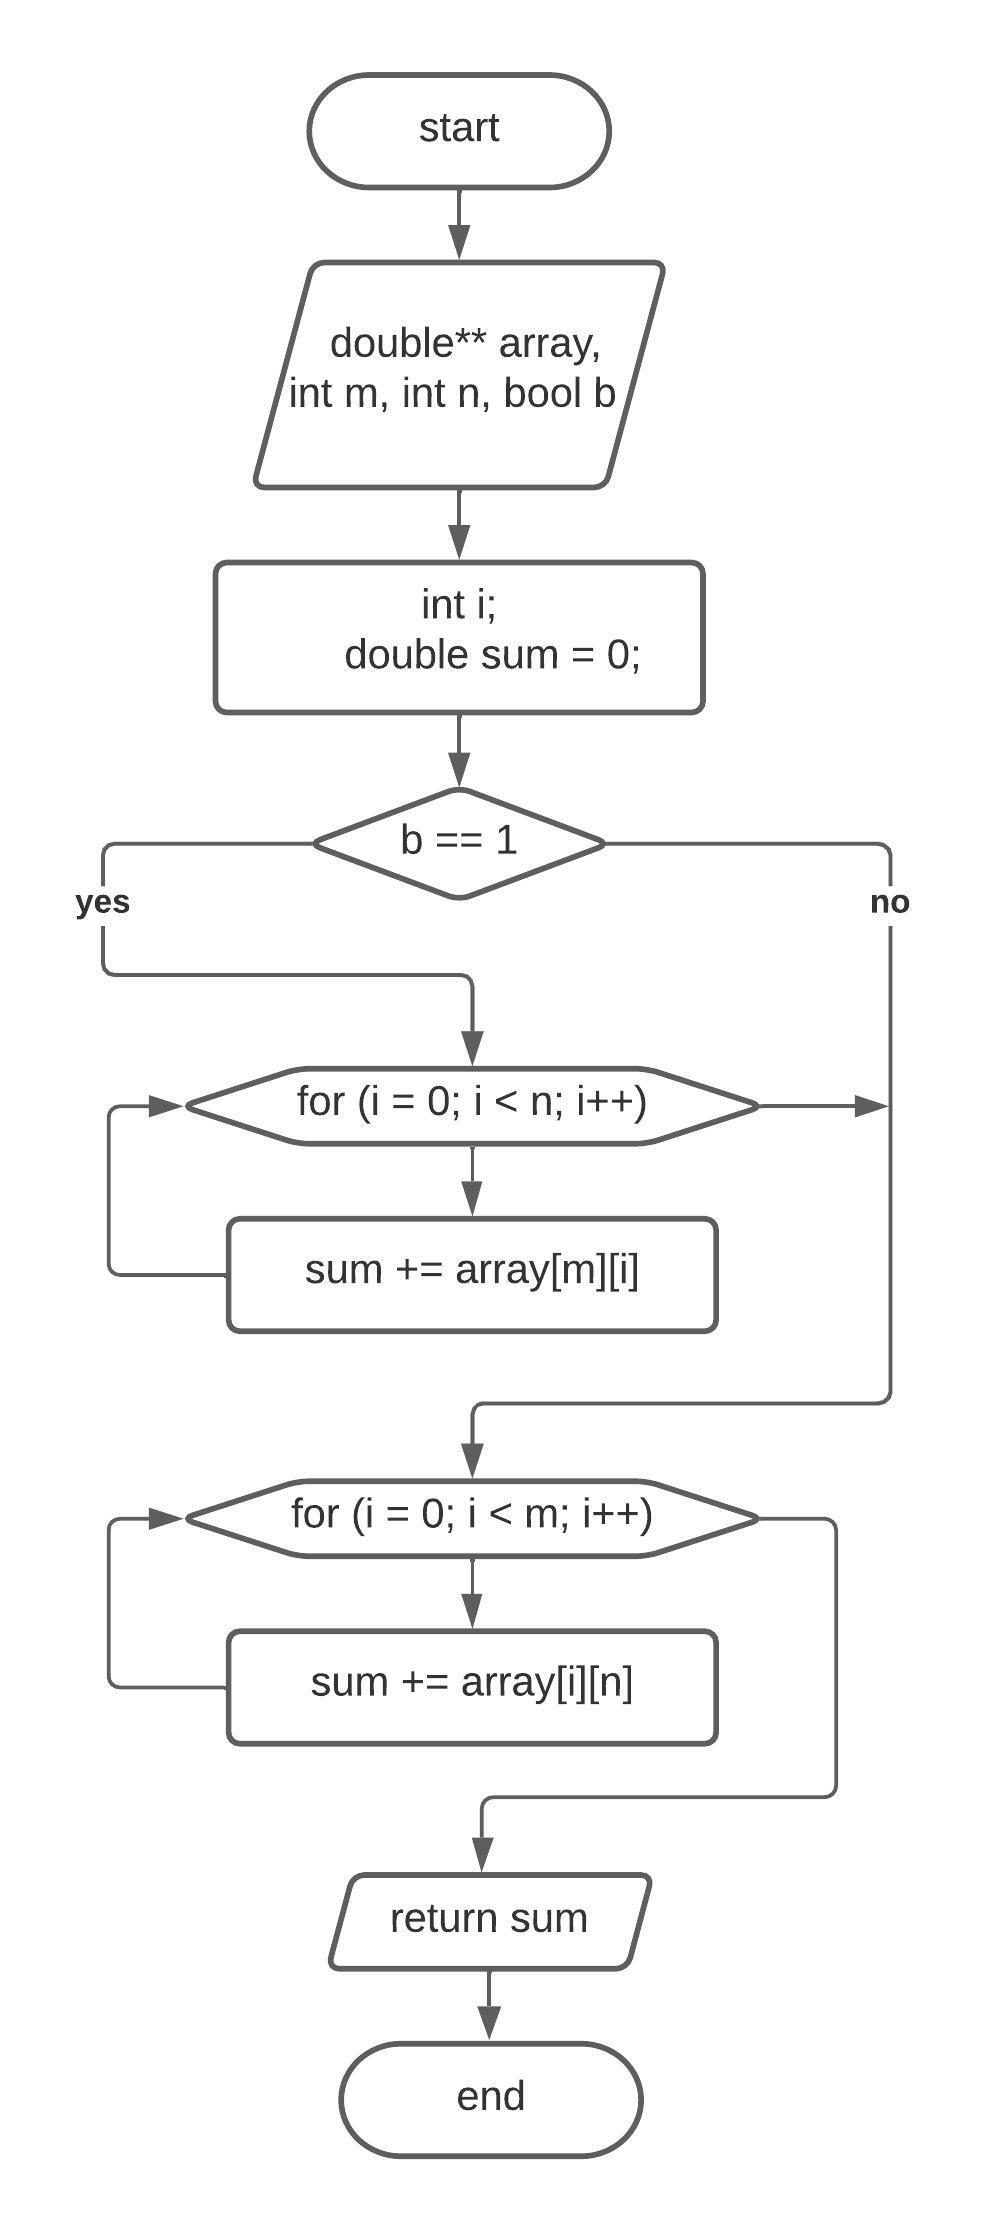 start
double** array,
int m, int n, bool b
int i;
double sum = 0;
b == 1
yes
no
for (i = 0; i < n; i++)
sum += array[m][i]
for (i = 0; i < m; i++)
sum += array[i][n]
return sum
end